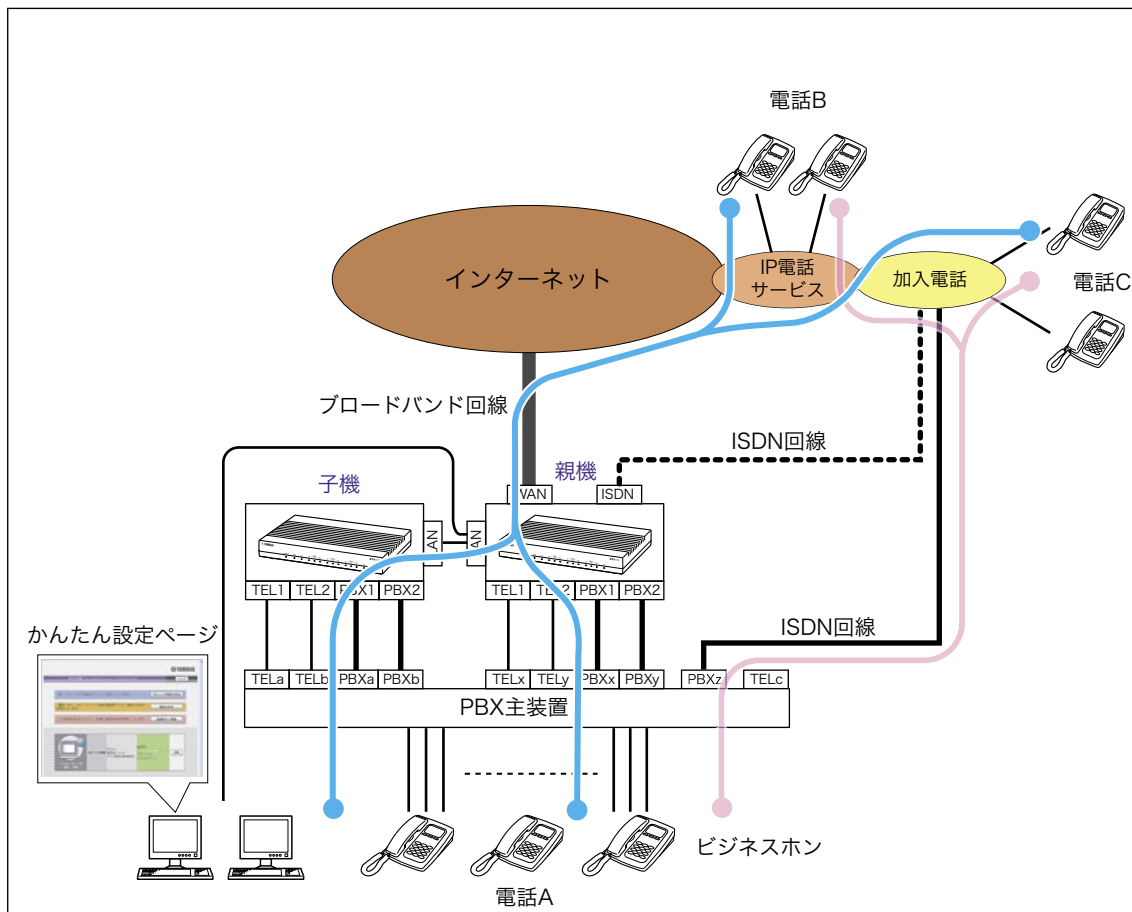 電話B
インターネット
IP電話
サービス
加入電話
電話C
ブロードバンド回線
ISDN回線
子機
親機
WAN
ISDN
TEL1
TEL2
PBX1
PBX2
TEL1
TEL2
PBX1
PBX2
ISDN回線
かんたん設定ページ
YAMAHA
TELa
TELb
PBXa
PBXb
TELx
TELy
PBXx
PBXy
PBXz
TELc
PBX主装置
ビジネスホン
電話A